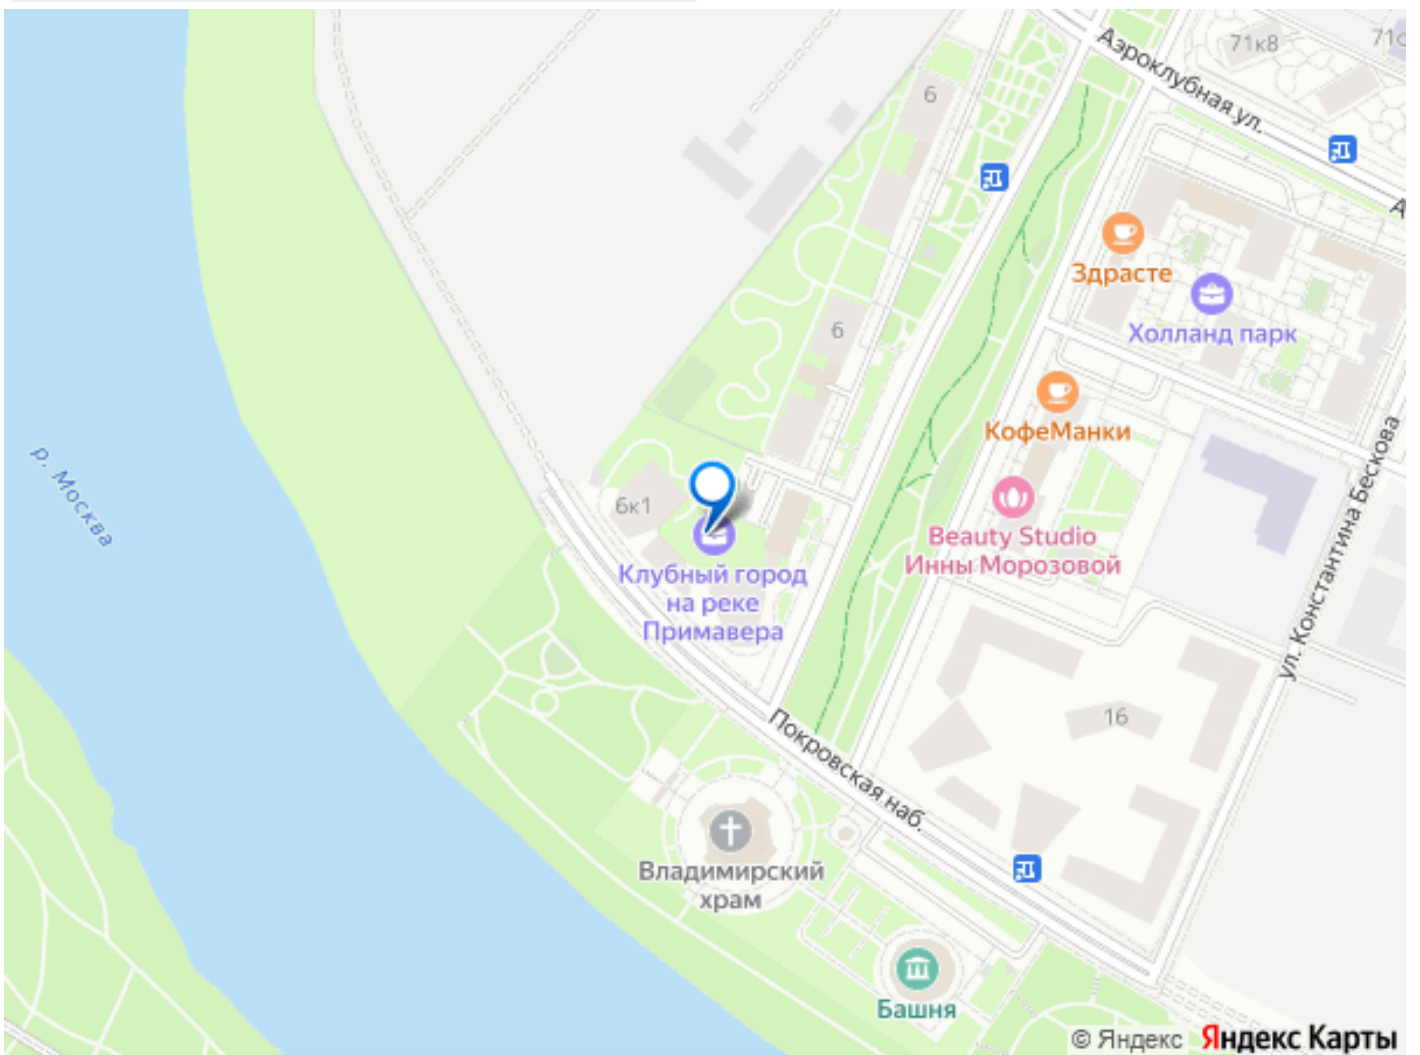 71к8
Аэроклубная ул.
6
Здрасте
Холланд парк
6
КофеМанки
р. Москва
6к1
Beauty Studio
Инны Морозовой
ул. Константина Бескова
Клубный город
на реке
Примавера
16
Покровская наб.
Владимирский
храм
Башня
© Яндекс Яндекс Карты